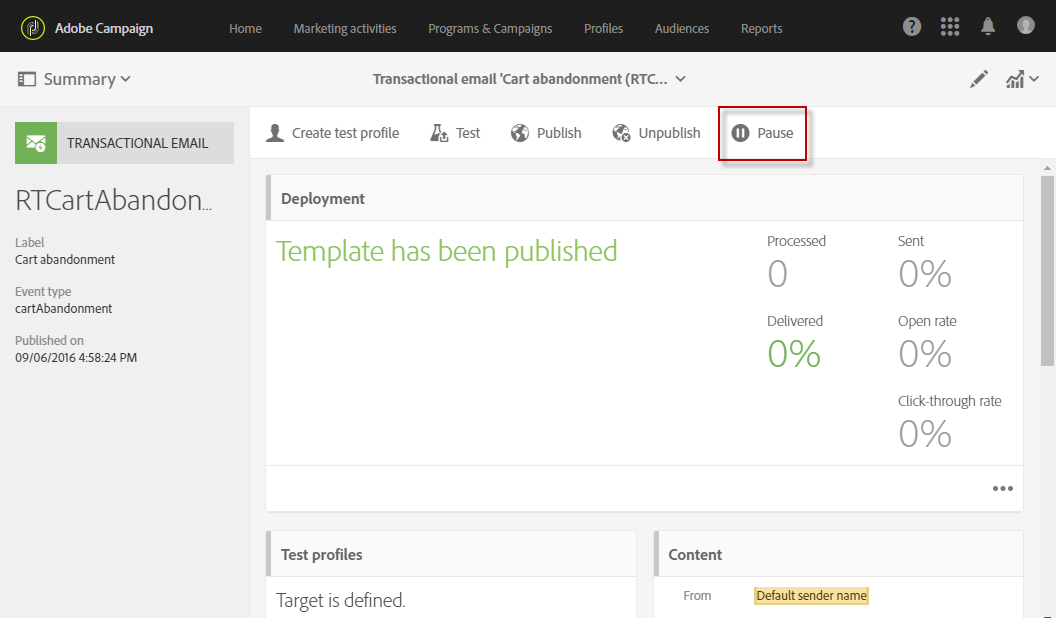 Adobe Campaign
Home Marketing activities Programs & Campaigns Profiles Audiences Reports
Summary
Transactional email 'Cart abandonment (RTC...
TRANSACTIONAL EMAIL
Create test profile Test Publish Unpublish Pause
RTCartAbandon...
Label
Cart abandonment
Event type
cartAbandonment
Published on
09/06/2016 4:58:24 PM
Deployment
Template has been published
Processed Sent
0 0%
Delivered Open rate
0% 0%
Click-through rate
0%
Test profiles
Target is defined.
Content
From Default sender name